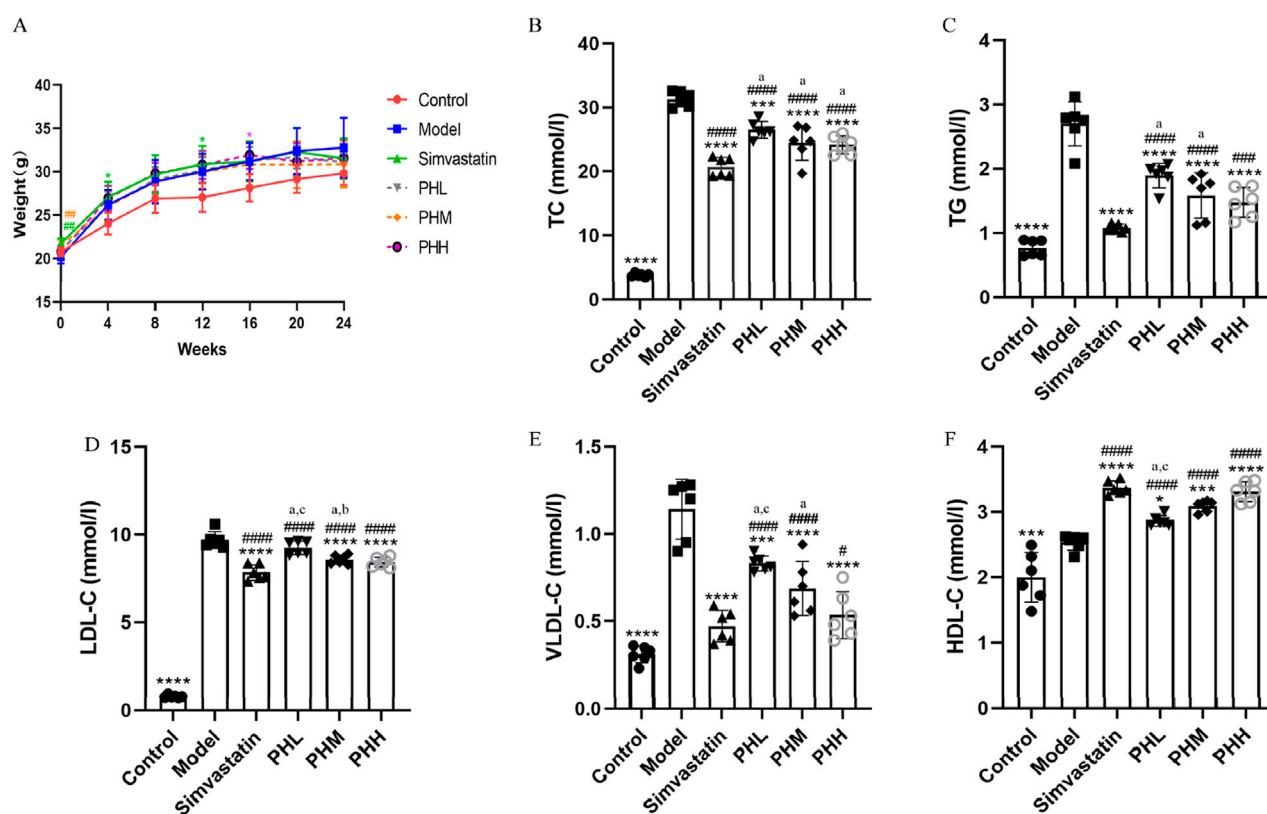 A
Weight(g)
40
35
30
25
20
15
##
##
*
*
*
0 4 8 12 16 20 24
Weeks
Control
Model
Simvastatin
PHL
PHM
PHH
B
TC (mmol/l)
40
30
20
10
0
****
####
****
a
####
***
a
####
****
a
####
****
Control Model Simvastatin PHL PHM PHH
C
TG (mmol/l)
4
3
2
1
0
****
****
a
####
****
a
####
****
###
****
Control Model Simvastatin PHL PHM PHH
D
LDL-C (mmol/l)
15
10
5
0
****
####
****
a,c
####
a,b
####
****
####
****
Control Model Simvastatin PHL PHM PHH
E
VLDL-C (mmol/l)
1.5
1.0
0.5
0.0
****
****
a,c
####
***
a
####
****
#
****
Control Model Simvastatin PHL PHM PHH
F
HDL-C (mmol/l)
4
3
2
1
0
***
####
****
a,c
####
*
####
***
####
****
Control Model Simvastatin PHL PHM PHH